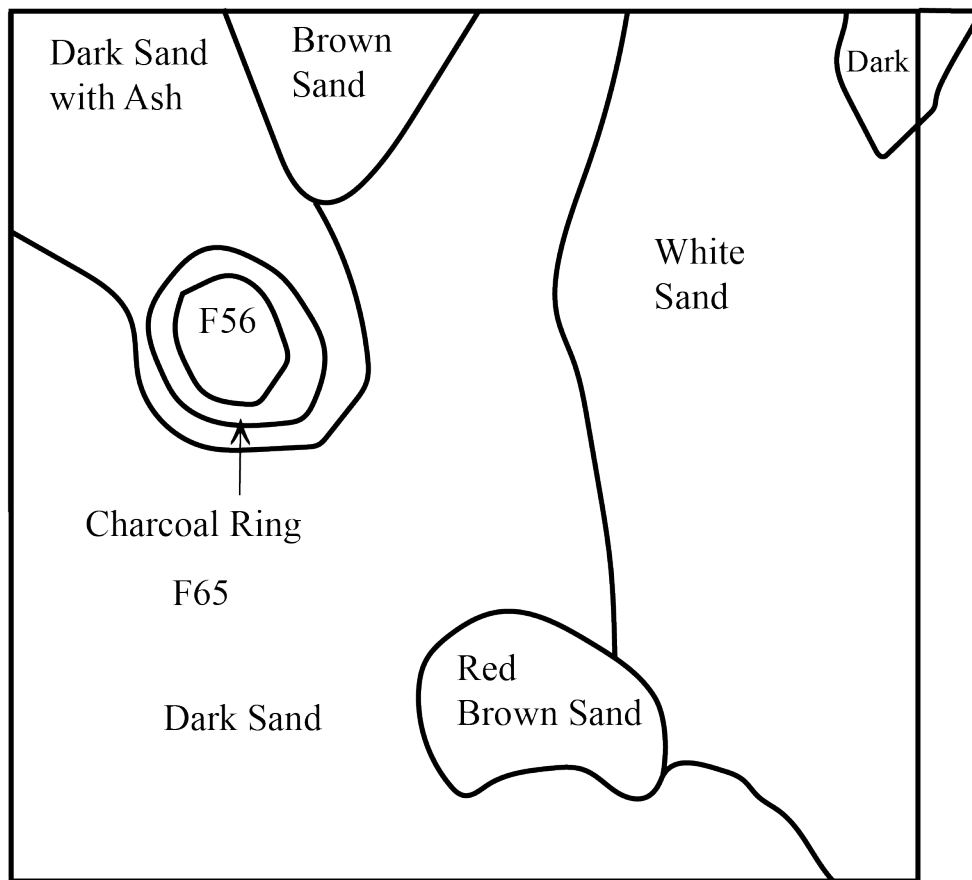 Dark Sand
with Ash
Brown
Sand
Dark
White
Sand
F56
Charcoal Ring
F65
Red
Brown Sand
Dark Sand